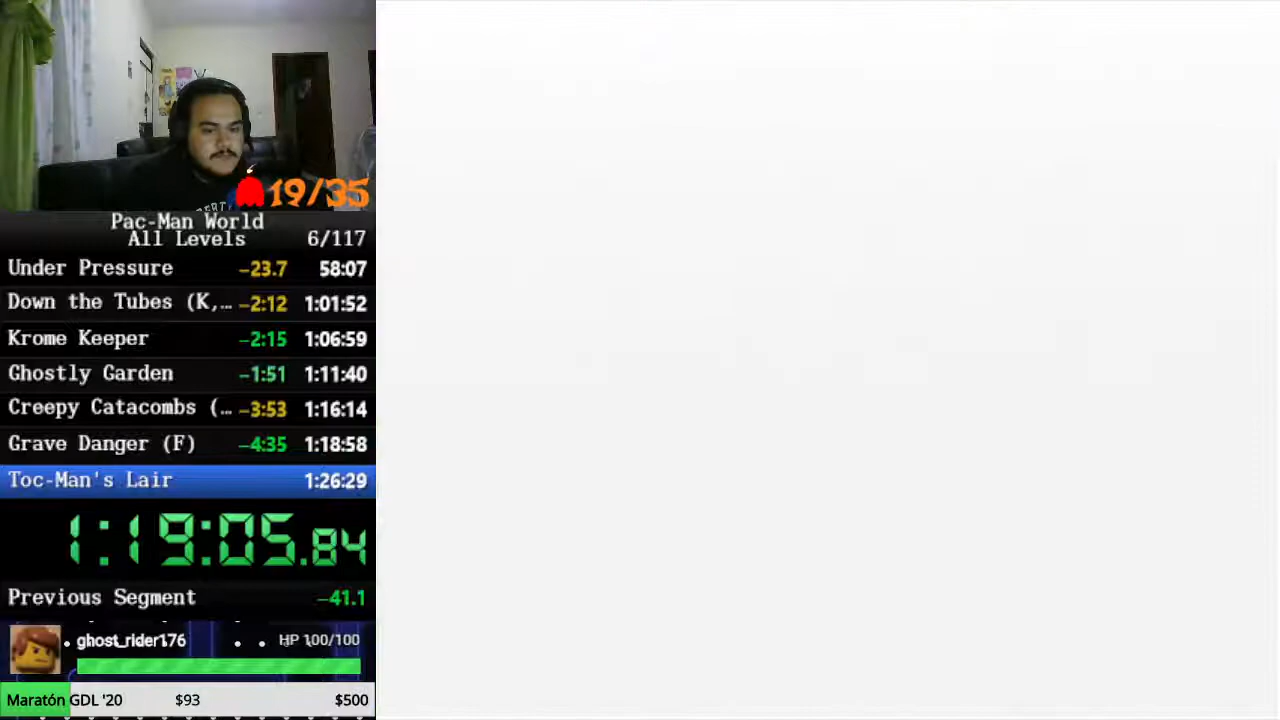 19/35
Pac-Man World
All Levels 6/117
Under Pressure -23.7 58:07
Down the Tubes (K,... -2:12 1:01:52
Krome Keeper -2:15 1:06:59
Ghostly Garden -1:51 1:11:40
Creepy Catacombs (... -3:53 1:16:14
Grave Danger (F) -4:35 1:18:58
Toc-Man's Lair 1:26:29
1:19:05.84
Previous Segment -41.1
ghost_rider176 HP 100/100
Maratón GDL '20 $93 $500